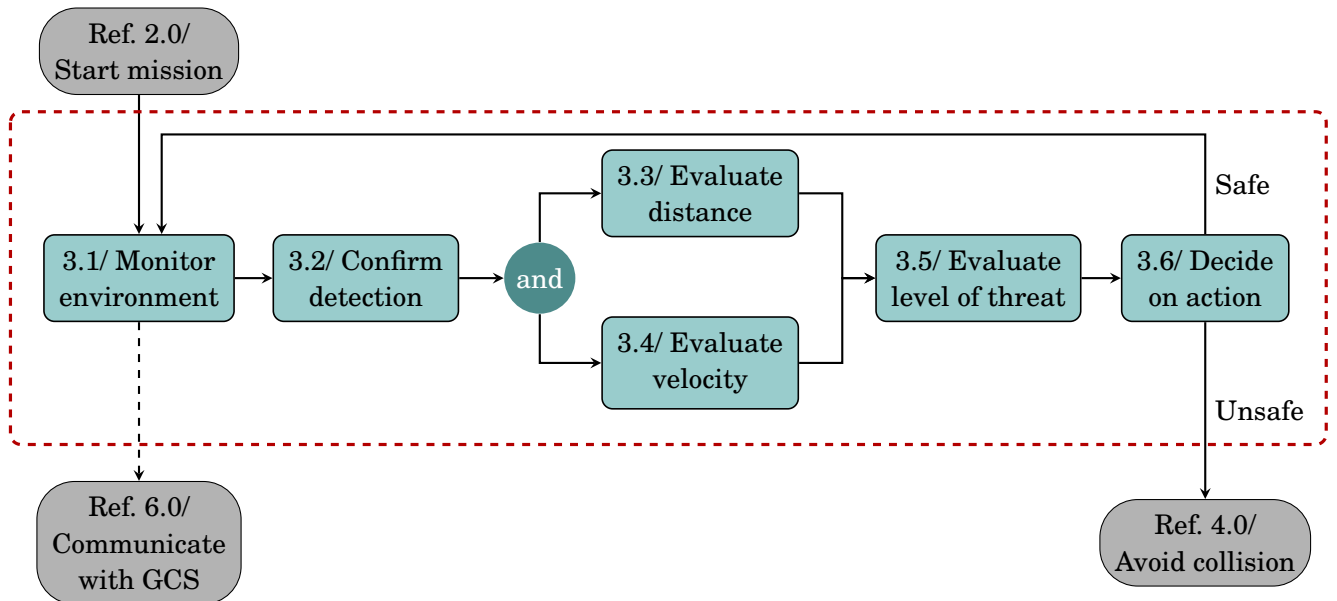 Ref. 2.0/
Start mission
Safe
3.3/ Evaluate
distance
3.1/ Monitor
environment
3.2/ Confirm
detection
and
3.5/ Evaluate
level of threat
3.6/ Decide
on action
3.4/ Evaluate
velocity
Unsafe
Ref. 6.0/
Communicate
with GCS
Ref. 4.0/
Avoid collision